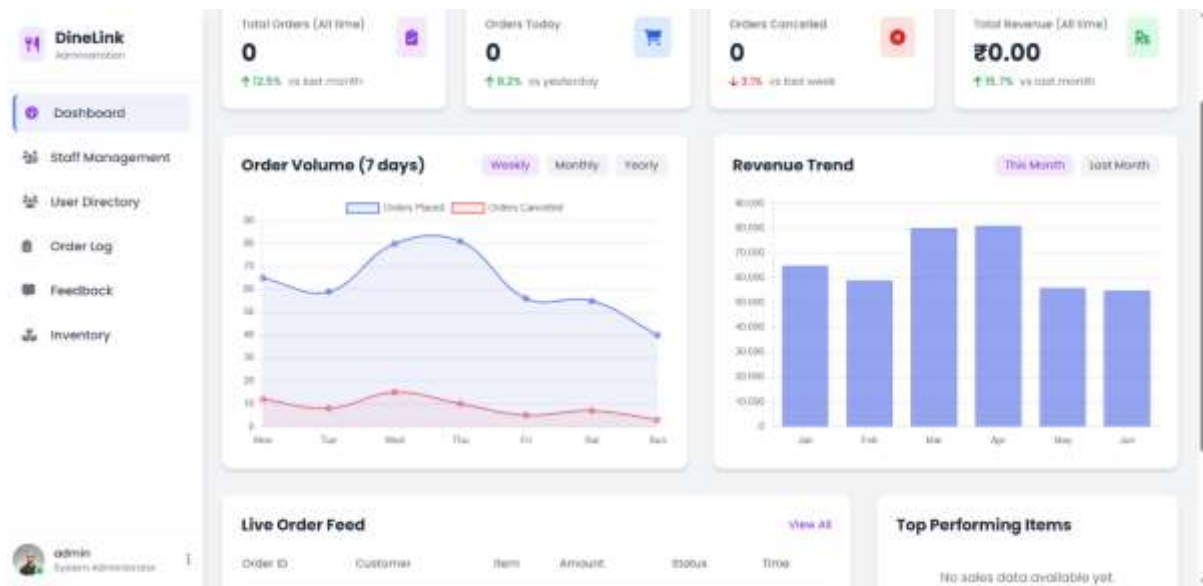 DineLink
Administration
Dashboard
Staff Management
User Directory
Order Log
Feedback
Inventory
admin
System Administrator
Total Orders (All time)
0
12.5% vs last month
Orders Today
0
8.2% vs yesterday
Orders Cancelled
0
3.1% vs last week
Total Revenue (All time)
₹0.00
15.7% vs last month
Rs
Order Volume (7 days)
Weekly
Monthly
Yearly
Orders Placed
Orders Cancelled
90
80
70
60
50
40
30
20
10
0
Mon
Tue
Wed
Thu
Fri
Sat
Sun
Revenue Trend
This Month
Last Month
90,000
80,000
70,000
60,000
50,000
40,000
30,000
20,000
10,000
0
Jan
Feb
Mar
Apr
May
Jun
Live Order Feed
View All
Order ID
Customer
Item
Amount
Status
Time
Top Performing Items
No sales data available yet.